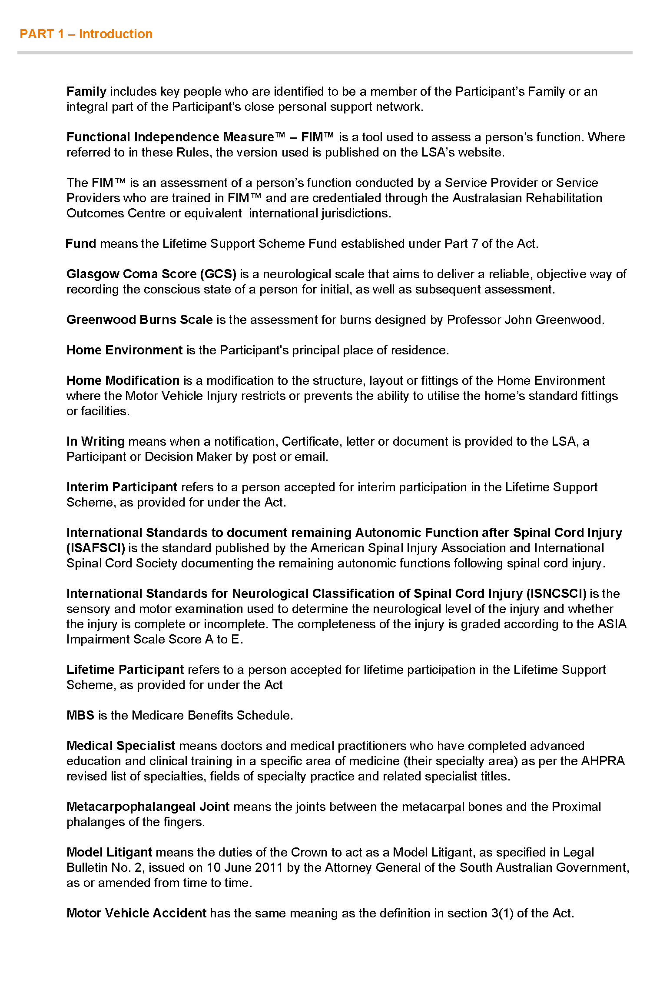 PART 1 – Introduction
Family includes key people who are identified to be a member of the Participant’s Family or an
integral part of the Participant’s close personal support network.
Functional Independence Measure™ – FIM™ is a tool used to assess a person’s function. Where
referred to in these Rules, the version used is published on the LSA’s website.
The FIM™ is an assessment of a person’s function conducted by a Service Provider or Service
Providers who are trained in FIM™ and are credentialed through the Australasian Rehabilitation
Outcomes Centre or equivalent  international jurisdictions.
Fund means the Lifetime Support Scheme Fund established under Part 7 of the Act.
Glasgow Coma Score (GCS) is a neurological scale that aims to deliver a reliable, objective way of
recording the conscious state of a person for initial, as well as subsequent assessment.
Greenwood Burns Scale is the assessment for burns designed by Professor John Greenwood.
Home Environment is the Participant's principal place of residence.
Home Modification is a modification to the structure, layout or fittings of the Home Environment
where the Motor Vehicle Injury restricts or prevents the ability to utilise the home’s standard fittings
or facilities.
In Writing means when a notification, Certificate, letter or document is provided to the LSA, a
Participant or Decision Maker by post or email.
Interim Participant refers to a person accepted for interim participation in the Lifetime Support
Scheme, as provided for under the Act.
International Standards to document remaining Autonomic Function after Spinal Cord Injury
(ISAFSCI) is the standard published by the American Spinal Injury Association and International
Spinal Cord Society documenting the remaining autonomic functions following spinal cord injury.
International Standards for Neurological Classification of Spinal Cord Injury (ISNCSCI) is the
sensory and motor examination used to determine the neurological level of the injury and whether
the injury is complete or incomplete. The completeness of the injury is graded according to the ASIA
Impairment Scale Score A to E.
Lifetime Participant refers to a person accepted for lifetime participation in the Lifetime Support
Scheme, as provided for under the Act
MBS is the Medicare Benefits Schedule.
Medical Specialist means doctors and medical practitioners who have completed advanced
education and clinical training in a specific area of medicine (their specialty area) as per the AHPRA
revised list of specialties, fields of specialty practice and related specialist titles.
Metacarpophalangeal Joint means the joints between the metacarpal bones and the Proximal
phalanges of the fingers.
Model Litigant means the duties of the Crown to act as a Model Litigant, as specified in Legal
Bulletin No. 2, issued on 10 June 2011 by the Attorney General of the South Australian Government,
as or amended from time to time.
Motor Vehicle Accident has the same meaning as the definition in section 3(1) of the Act.